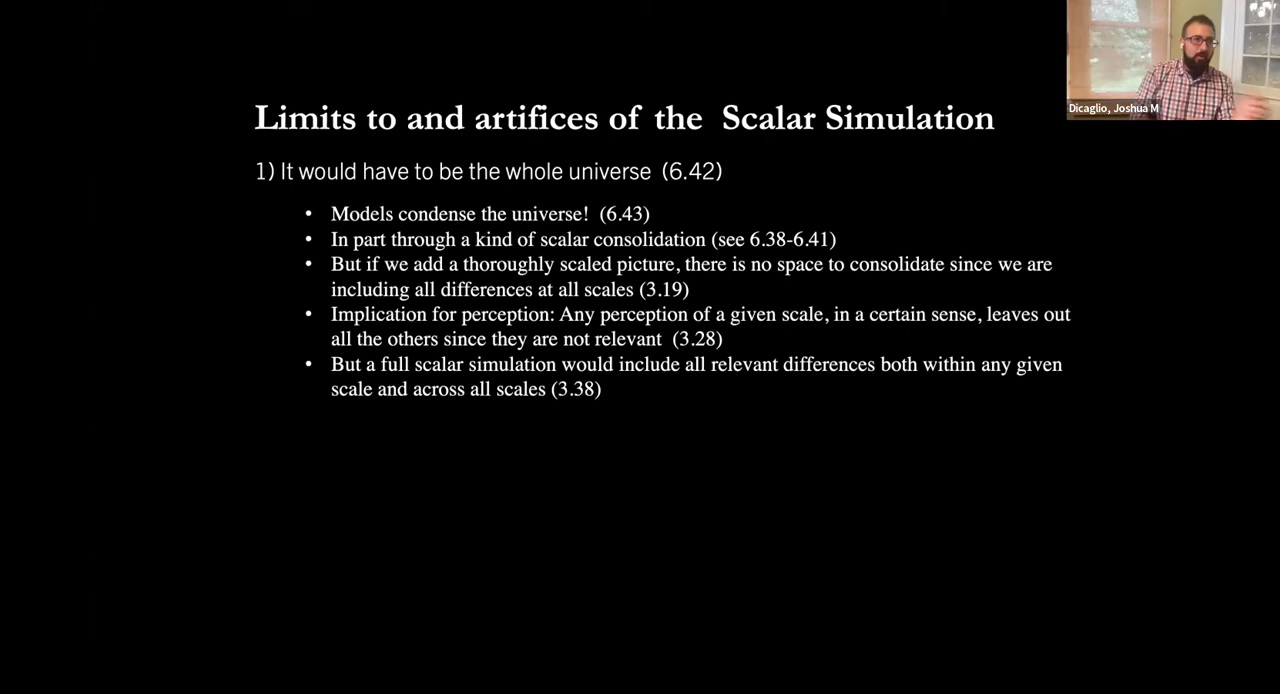 Dicaglio, Joshua M
Limits to and artifices of the Scalar Simulation
1) It would have to be the whole universe (6.42)
• Models condense the universe! (6.43)
• In part through a kind of scalar consolidation (see 6.38-6.41)
• But if we add a thoroughly scaled picture, there is no space to consolidate since we are
including all differences at all scales (3.19)
• Implication for perception: Any perception of a given scale, in a certain sense, leaves out
all the others since they are not relevant (3.28)
• But a full scalar simulation would include all relevant differences both within any given
scale and across all scales (3.38)